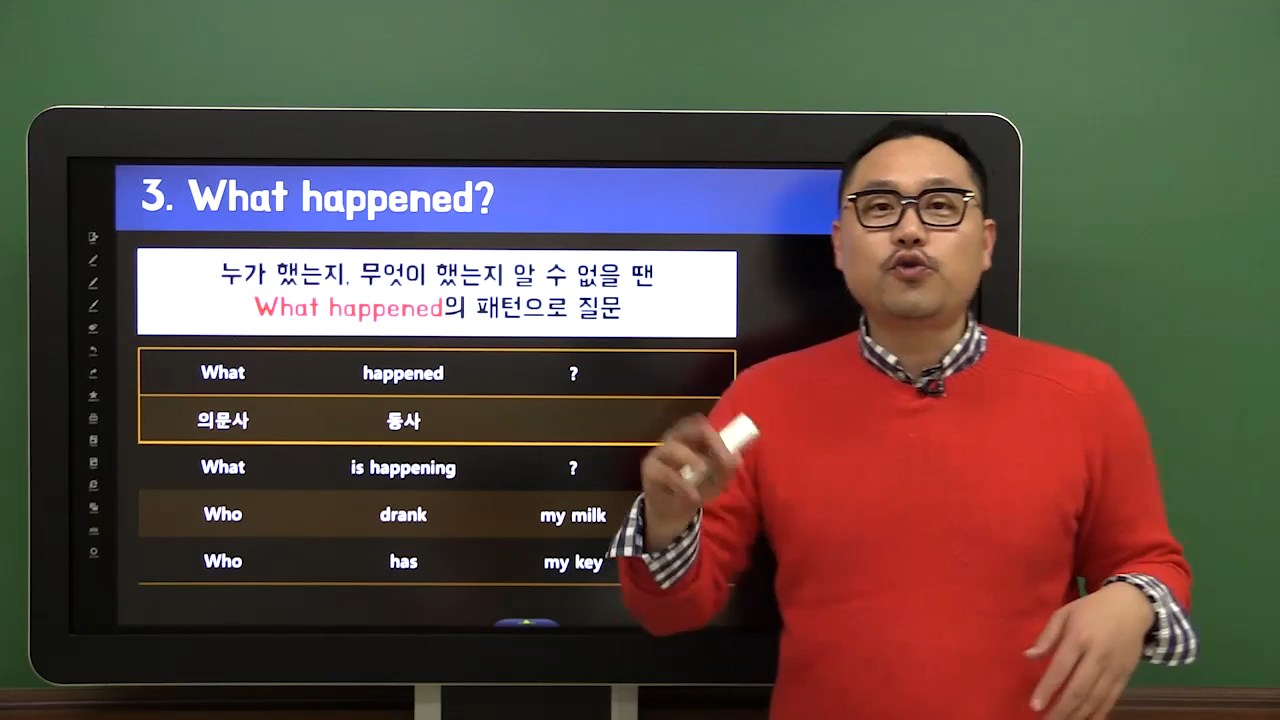 3. What happened?
누가 했는지, 무엇이 했는지 알 수 없을 땐
What happened의 패턴으로 질문
What happened ?
의문사 동사
What is happening ?
Who drank my milk
Who has my key